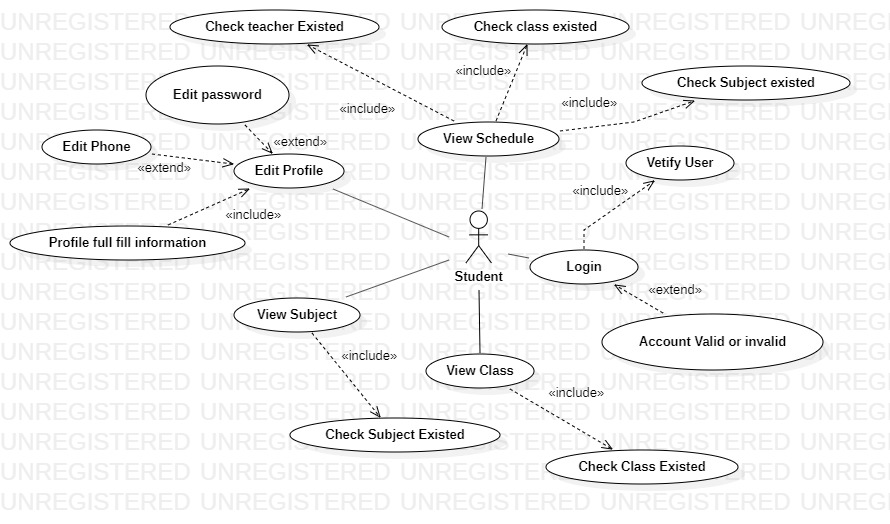 Check teacher Existed
Check class existed
«include»
Check Subject existed
Edit password
«include»
«include»
View Schedule
«extend»
Edit Phone
Vetify User
«extend»
Edit Profile
«include»
«include»
Profile full fill information
Student
Login
«extend»
View Subject
Account Valid or invalid
«include»
View Class
«include»
Check Subject Existed
Check Class Existed
UNREGISTERED